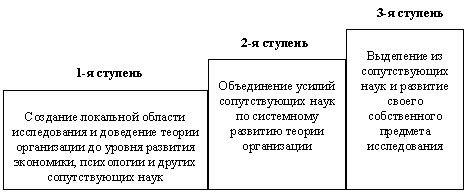 1-я ступень
Создание локальной области
исследования и доведение теории
организации до уровня развития
экономики, психологии и других
сопутствующих наук
2-я ступень
Объединение усилий
сопутствующих наук
по системному
развитию теории
организации
3-я ступень
Выделение из
сопутствующих
наук и развитие
своего
собственного
предмета
исследования